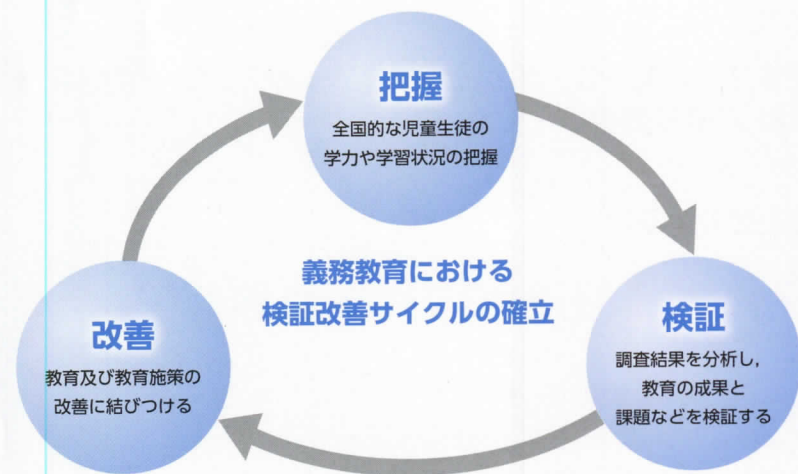 把握
全国的な児童生徒の
学力や学習状況の把握
義務教育における
検証改善サイクルの確立
検証
調査結果を分析し，
教育の成果と
課題などを検証する
改善
教育及び教育施策の
改善に結びつける